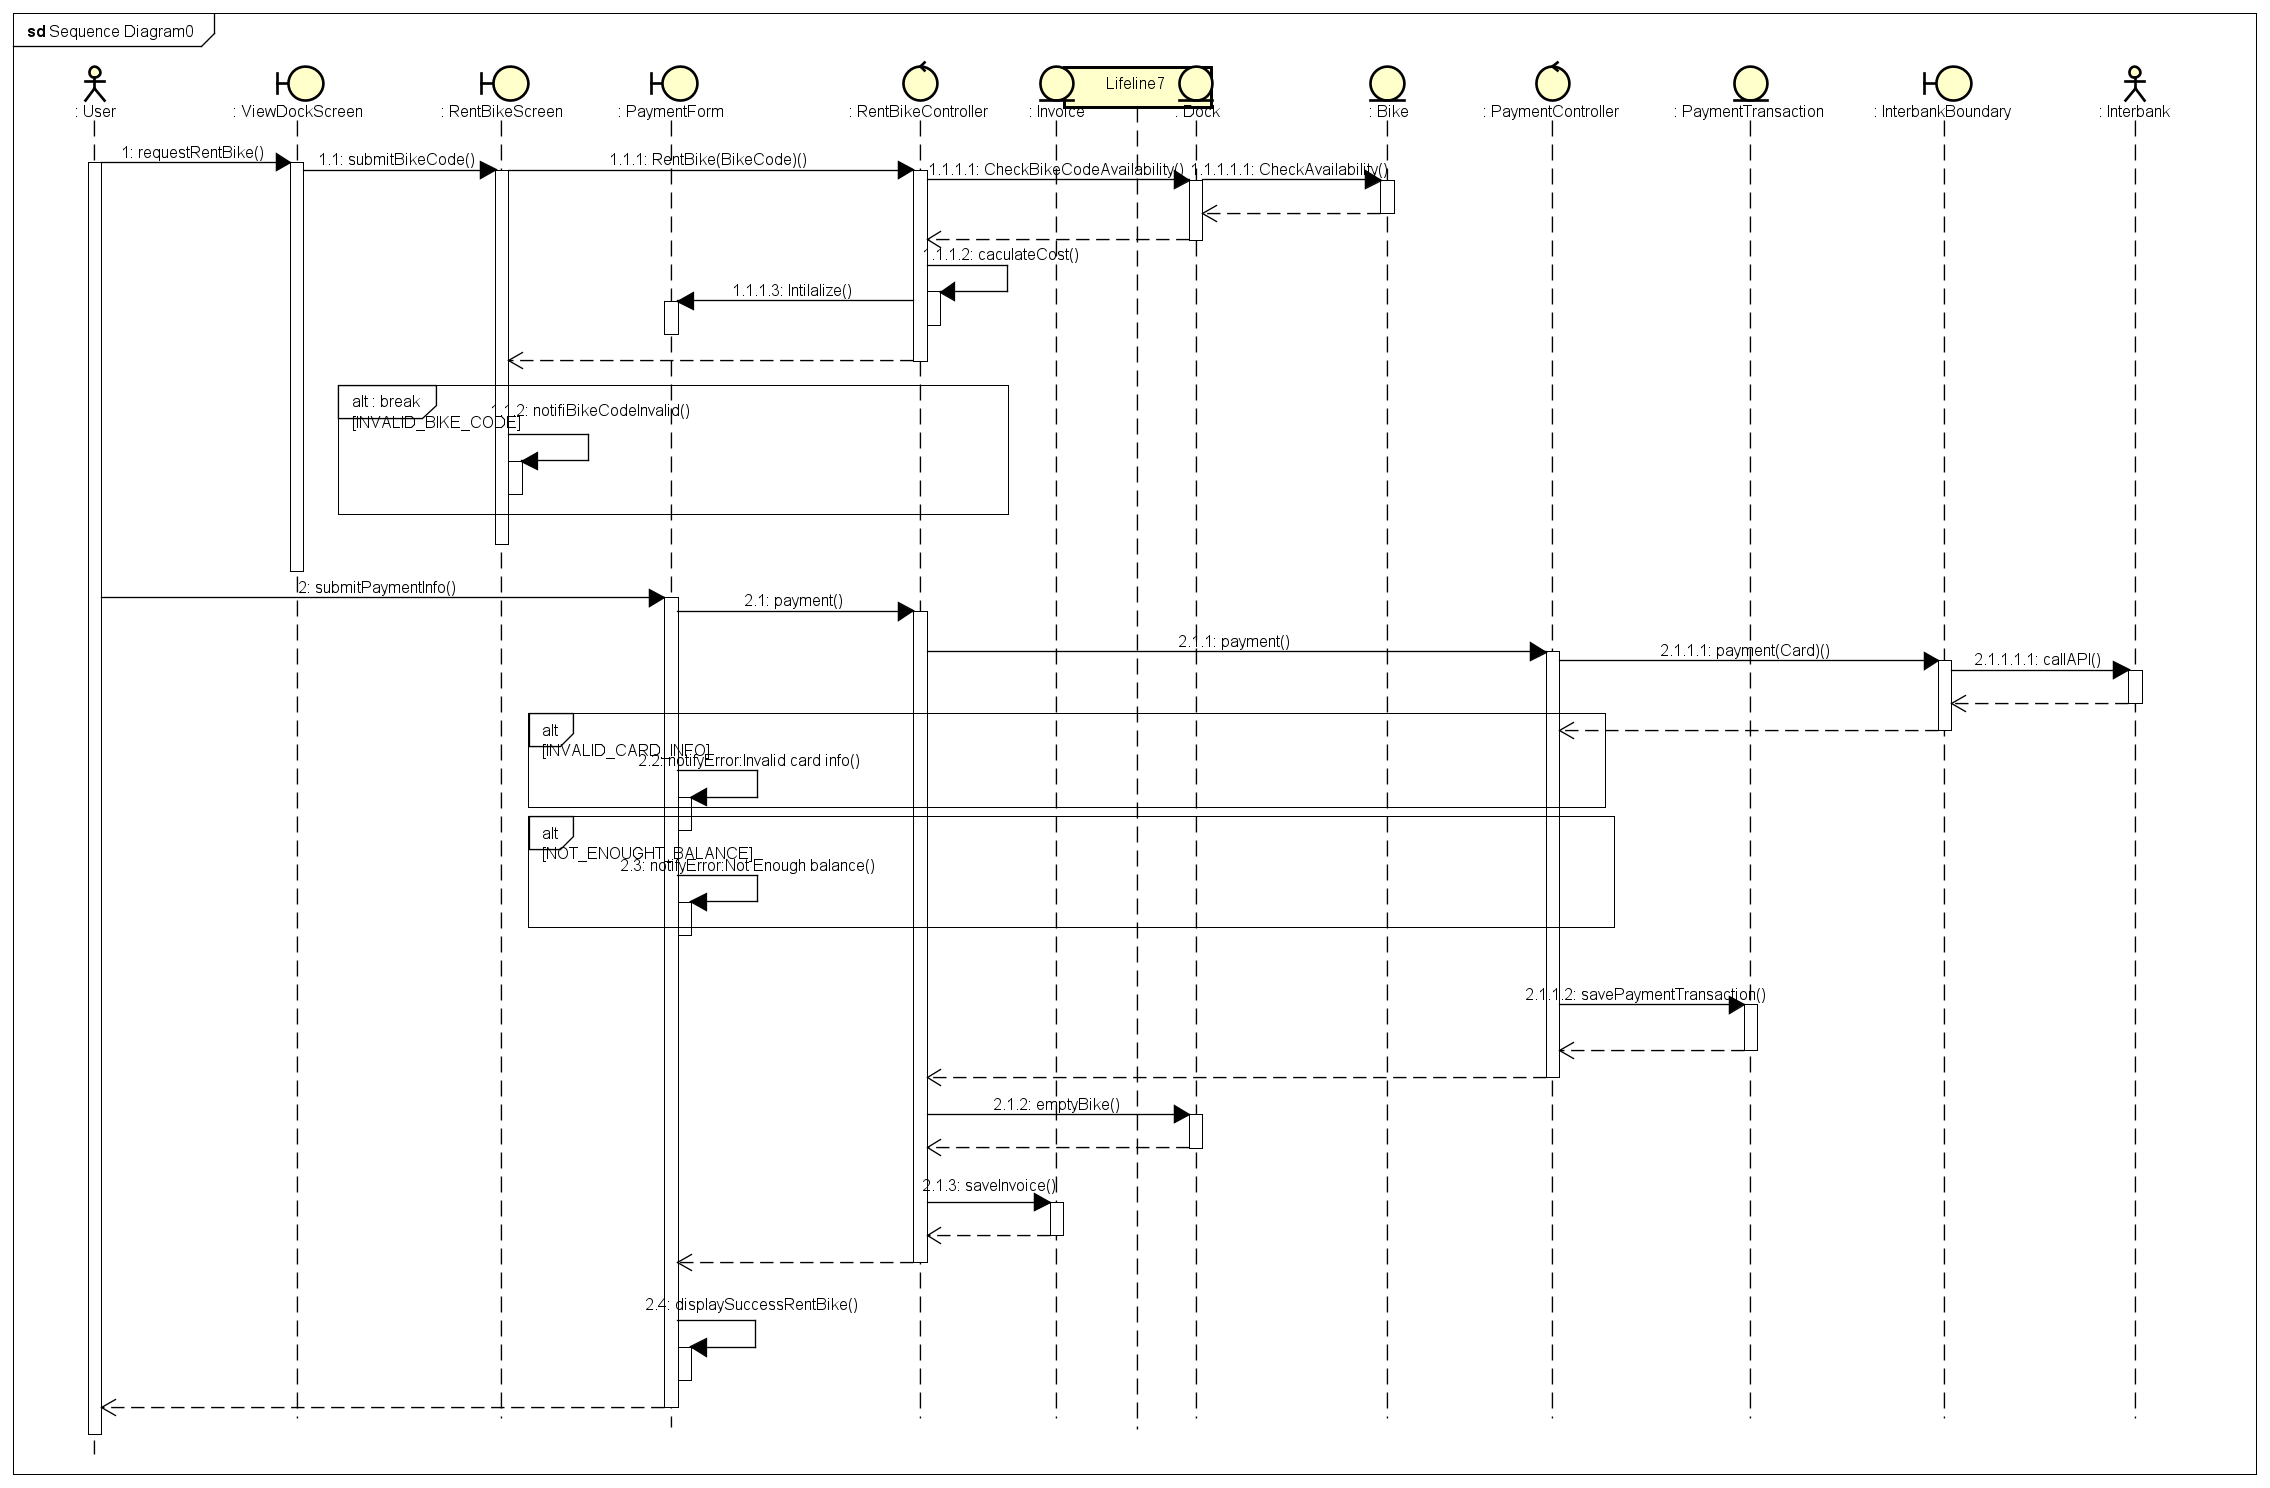 sd Sequence Diagram0
Lifeline7
: User
: ViewDockScreen
: RentBikeScreen
: PaymentForm
: RentBikeController
: Invoice
: Dock
: Bike
: PaymentController
: PaymentTransaction
: InterbankBoundary
: Interbank
1: requestRentBike()
1.1: submitBikeCode()
1.1.1: RentBike(BikeCode)()
1.1.1.1: CheckBikeCodeAvailability()
1.1.1.1.1: CheckAvailability()
1.1.1.2: caculateCost()
1.1.1.3: Intilalize()
alt : break
1.1.2: notifiBikeCodeInvalid()
[INVALID_BIKE_CODE]
2: submitPaymentInfo()
2.1: payment()
2.1.1: payment()
2.1.1.1: payment(Card)()
2.1.1.1.1: callAPI()
alt
[INVALID_CARD_INFO]
2.2: notifyError:Invalid card info()
alt
[NOT_ENOUGHT_BALANCE]
2.3: notifyError:Not Enough balance()
2.1.1.2: savePaymentTransaction()
2.1.2: emptyBike()
2.1.3: saveInvoice()
2.4: displaySuccessRentBike()